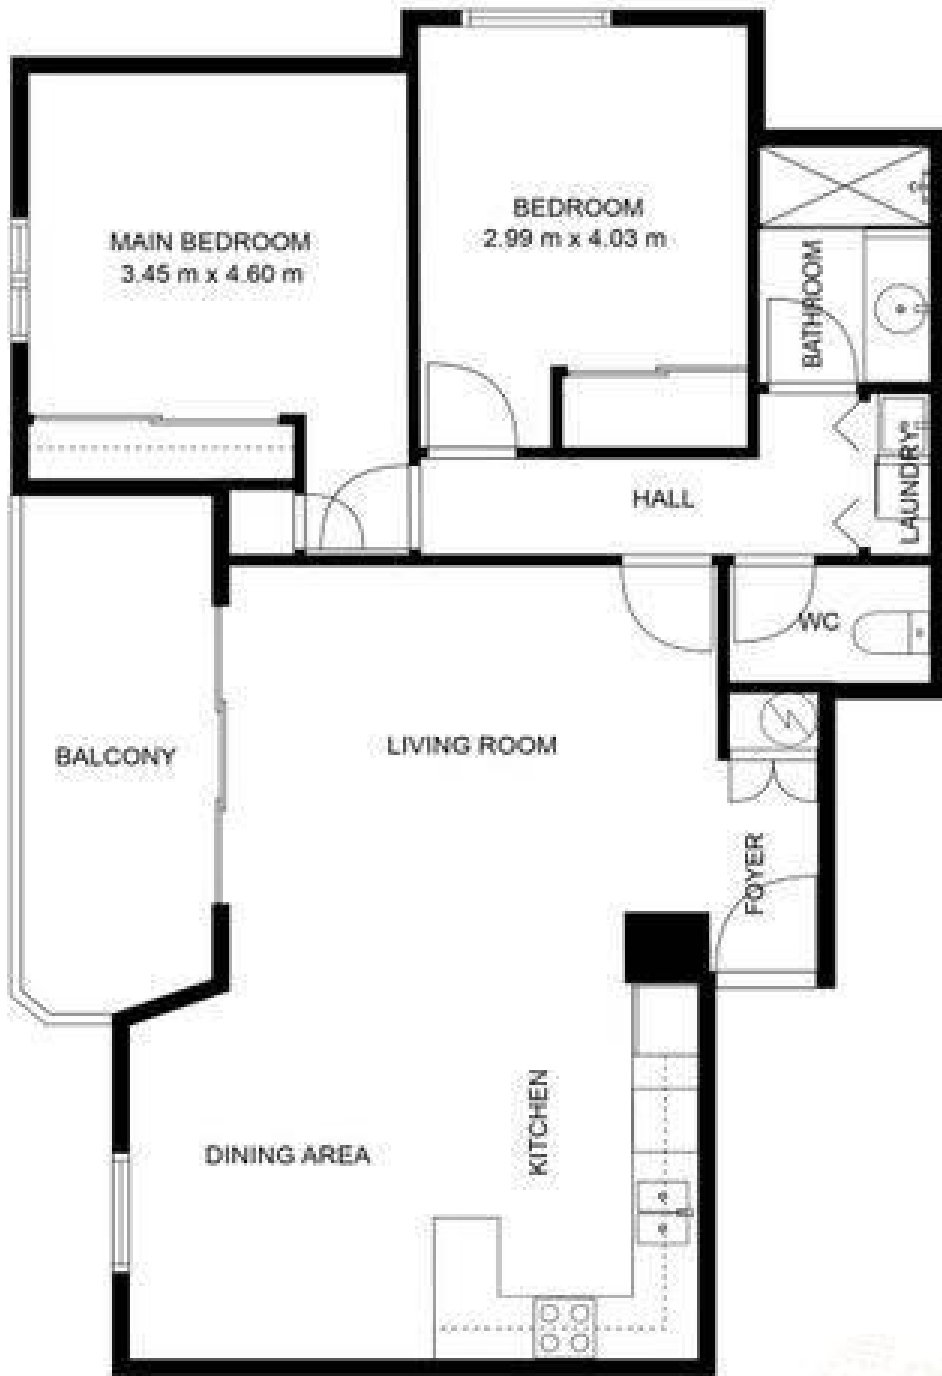 BEDROOM
2.99 m x 4.03 m
MAIN BEDROOM
3.45 m x 4.60 m
BATHROOM
LAUNDRY
HALL
WC
BALCONY
LIVING ROOM
FOYER
KITCHEN
DINING AREA